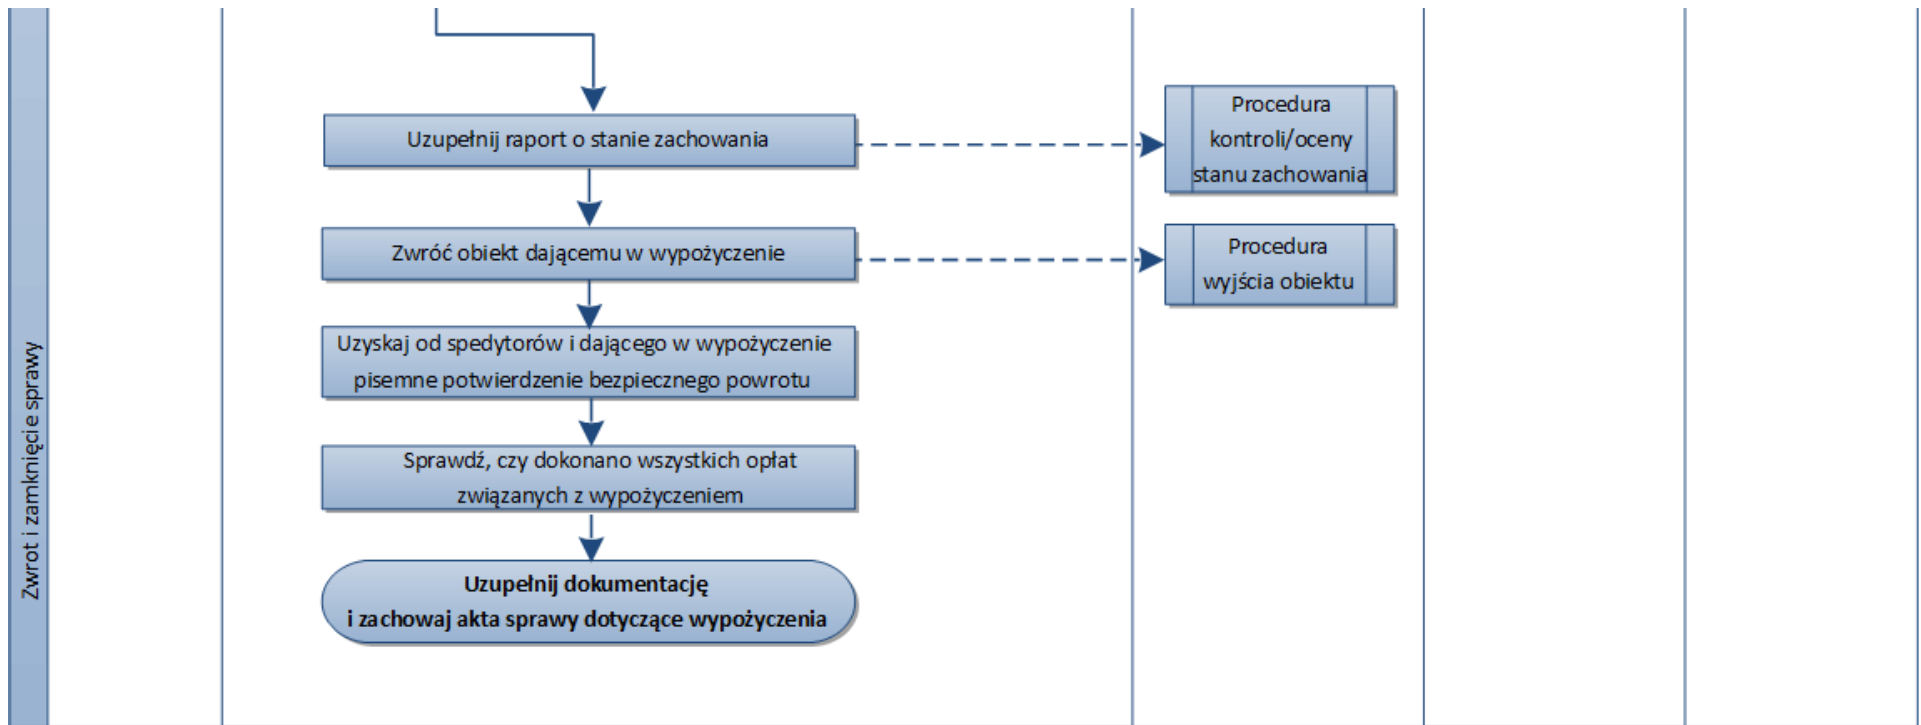 Uzupełnij raport o stanie zachowania
Procedura
kontroli/oceny
stanu zachowania
Zwróć obiekt dającemu w wypożyczenie
Procedura
wyjścia obiektu
Uzyskaj od spedytorów i dającego w wypożyczenie
pisemne potwierdzenie bezpiecznego powrotu
Sprawdź, czy dokonano wszystkich opłat
związanych z wypożyczeniem
Uzupełnij dokumentację
i zachowaj akta sprawy dotyczące wypożyczenia
Zwrot i zamknięcie sprawy